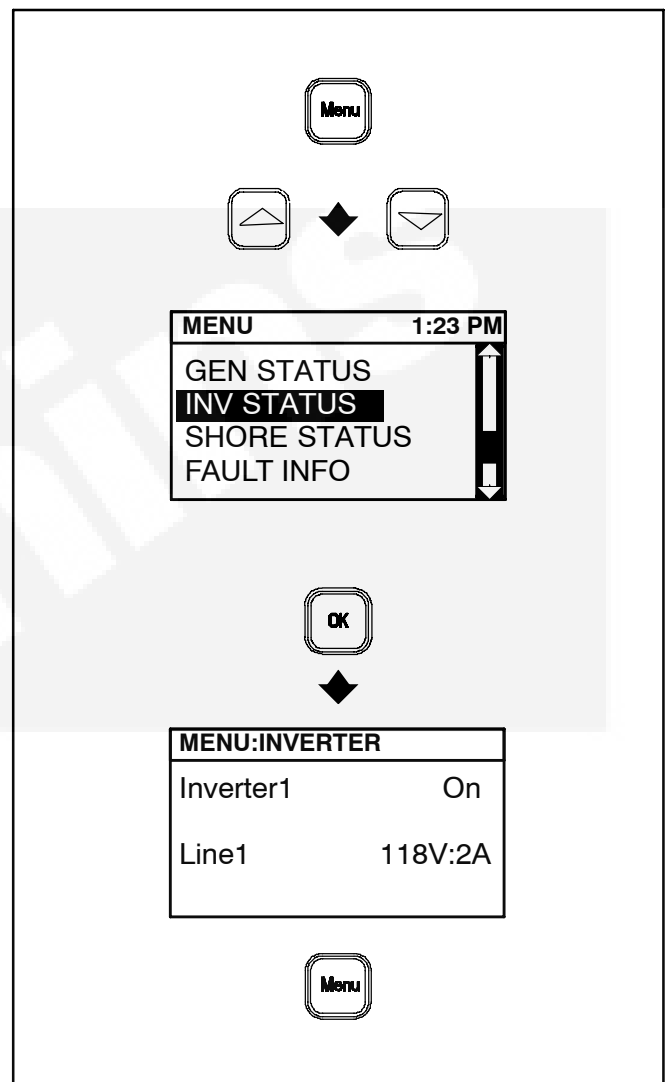 Menu
MENU 1:23 PM
GEN STATUS
INV STATUS
SHORE STATUS
FAULT INFO
OK
MENU:INVERTER
Inverter1 On
Line1 118V:2A
Menu